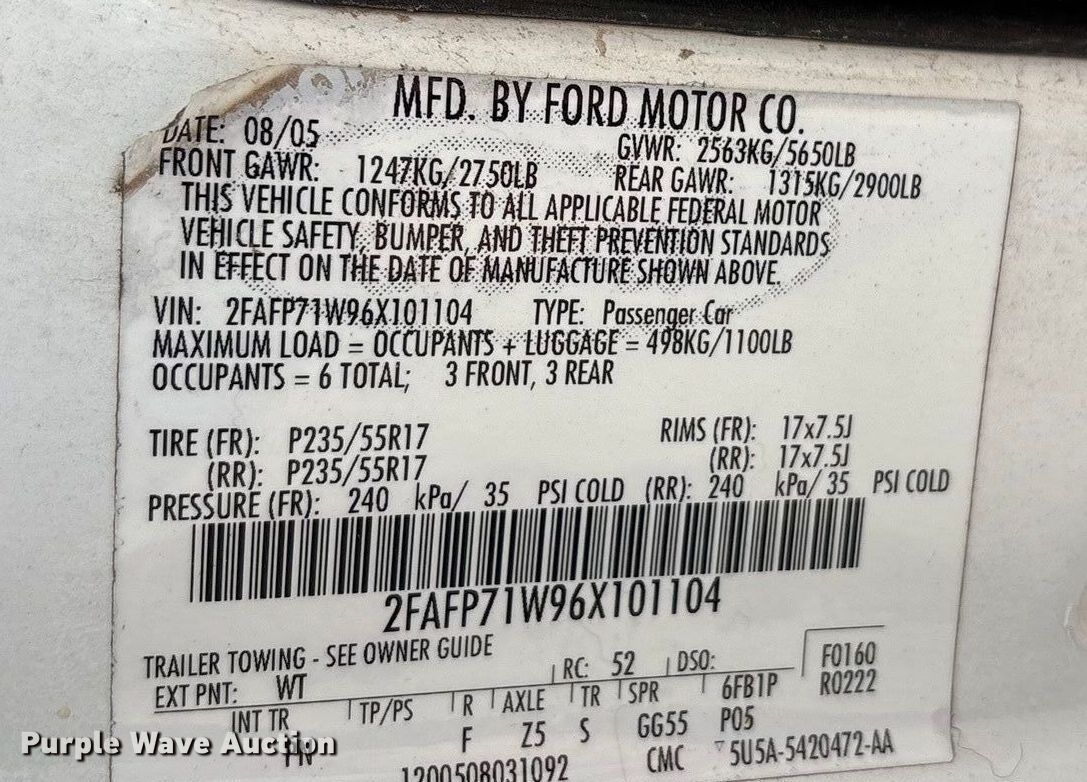 MFD. BY FORD MOTOR CO.
DATE: 08/05 GVWR: 2563KG/5650LB
FRONT GAWR: 1247KG/2750LB REAR GAWR: 1315KG/2900LB
THIS VEHICLE CONFORMS TO ALL APPLICABLE FEDERAL MOTOR
VEHICLE SAFETY, BUMPER, AND THEFT PREVENTION STANDARDS
IN EFFECT ON THE DATE OF MANUFACTURE SHOWN ABOVE.
VIN: 2FAFP71W96X101104 TYPE: Passenger Car
MAXIMUM LOAD = OCCUPANTS + LUGGAGE = 498KG/1100LB
OCCUPANTS = 6 TOTAL; 3 FRONT, 3 REAR
TIRE (FR): P235/55R17 RIMS (FR): 17x7.5J
(RR): P235/55R17 (RR): 17x7.5J
PRESSURE (FR): 240 kPa/ 35 PSI COLD (RR): 240 kPa/ 35 PSI COLD
2FAFP71W96X101104
TRAILER TOWING - SEE OWNER GUIDE
EXT PNT: WT RC: 52 DSO: F0160
INT TR TP/PS R AXLE TR SPR 6FB1P R0222
F Z5 S GG55 P05
1200508031092 CMC 5U5A-5420472-AA
Purple Wave Auction